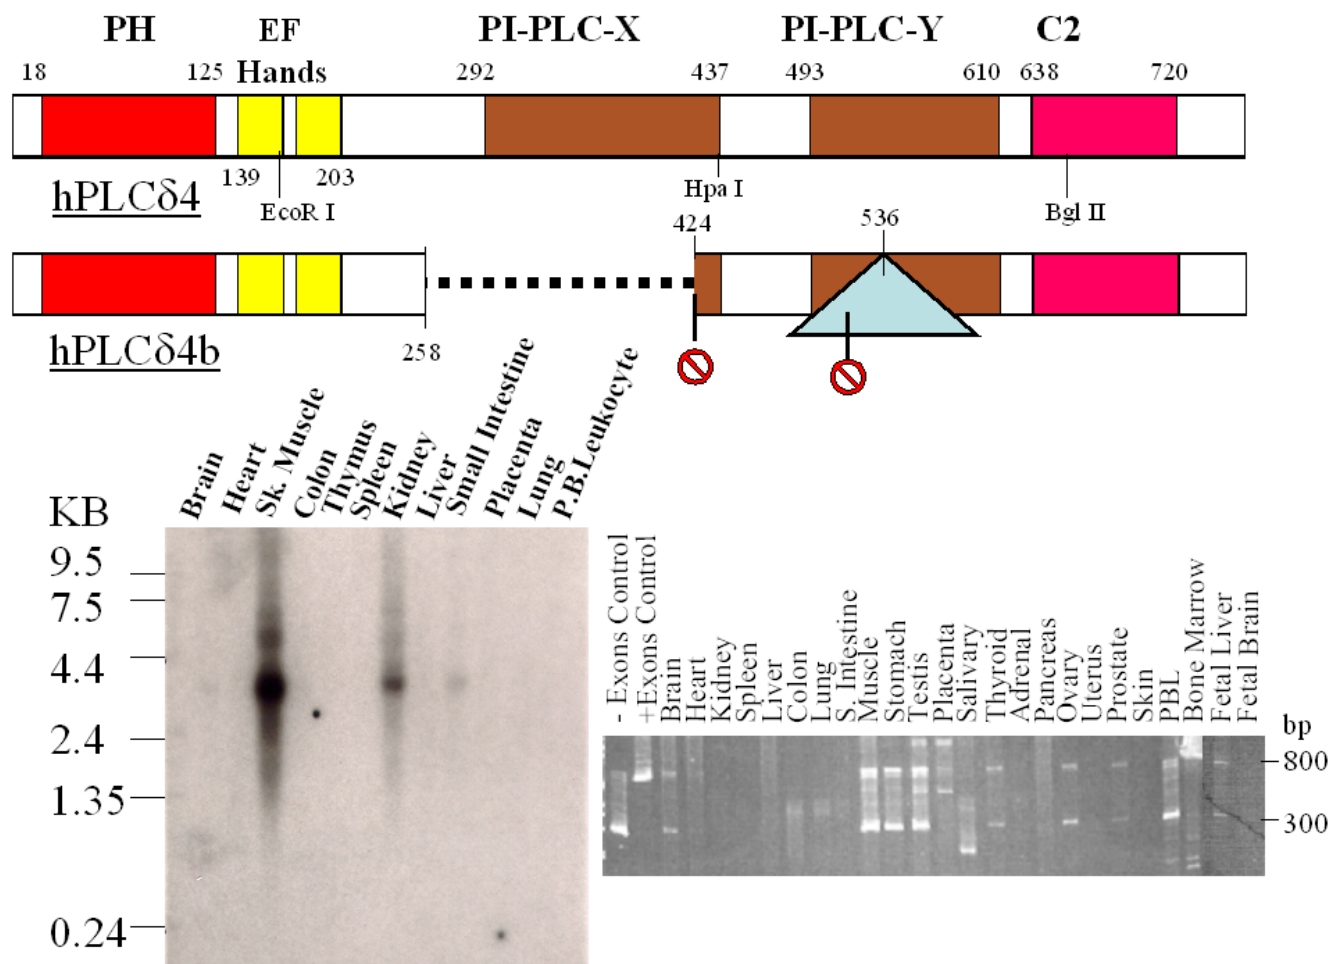 PH EF PI-PLC-X PI-PLC-Y C2
18 125 Hands 292 437 493 610 638 720
139 203 Hpa I
hPLCδ4 EcoR I Bgl II
424 536
hPLCδ4b 258
Brain
Heart
Sk. Muscle
Colon
Thymus
Spleen
Kidney
Liver
Small Intestine
Placenta
Lung
P.B.Leukocyte
KB
9.5
7.5
4.4
2.4
1.35
0.24
- Exons Control
+Exons Control
Brain
Heart
Kidney
Spleen
Liver
Colon
Lung
S. Intestine
Muscle
Stomach
Testis
Placenta
Salivary
Thyroid
Adrenal
Pancreas
Ovary
Uterus
Prostate
Skin
PBL
Bone Marrow
Fetal Liver
Fetal Brain
bp
800
300